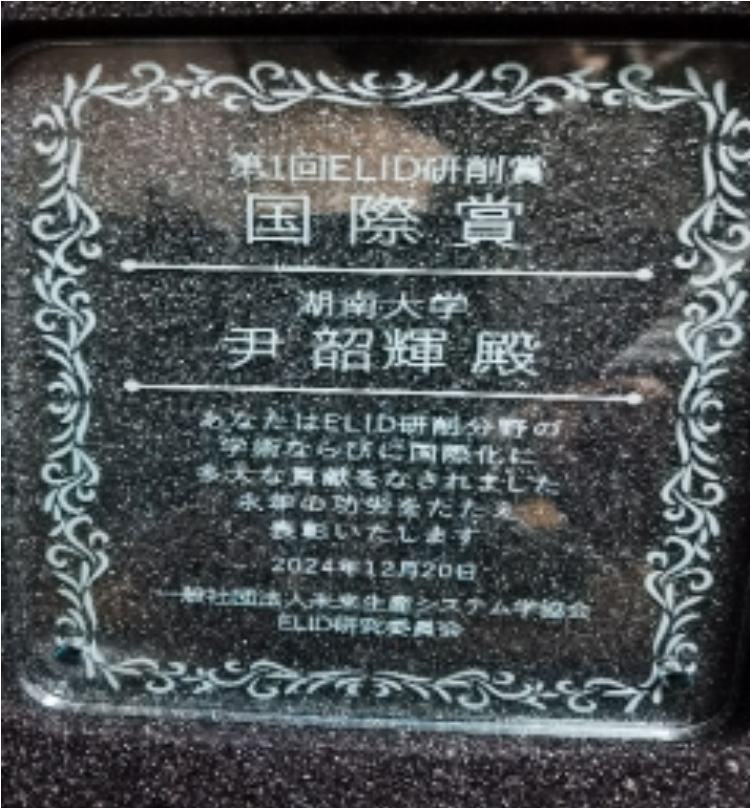 第1回ELID研削賞
国際賞
湖南大学
尹 韶輝 殿
あなたはELID研削分野の
学術ならびに国際化に
多大な貢献をなされました
永年の功労をたたえ
表彰いたします
2024年12月20日
一般社団法人未来生産システム学協会
ELID研究委員会